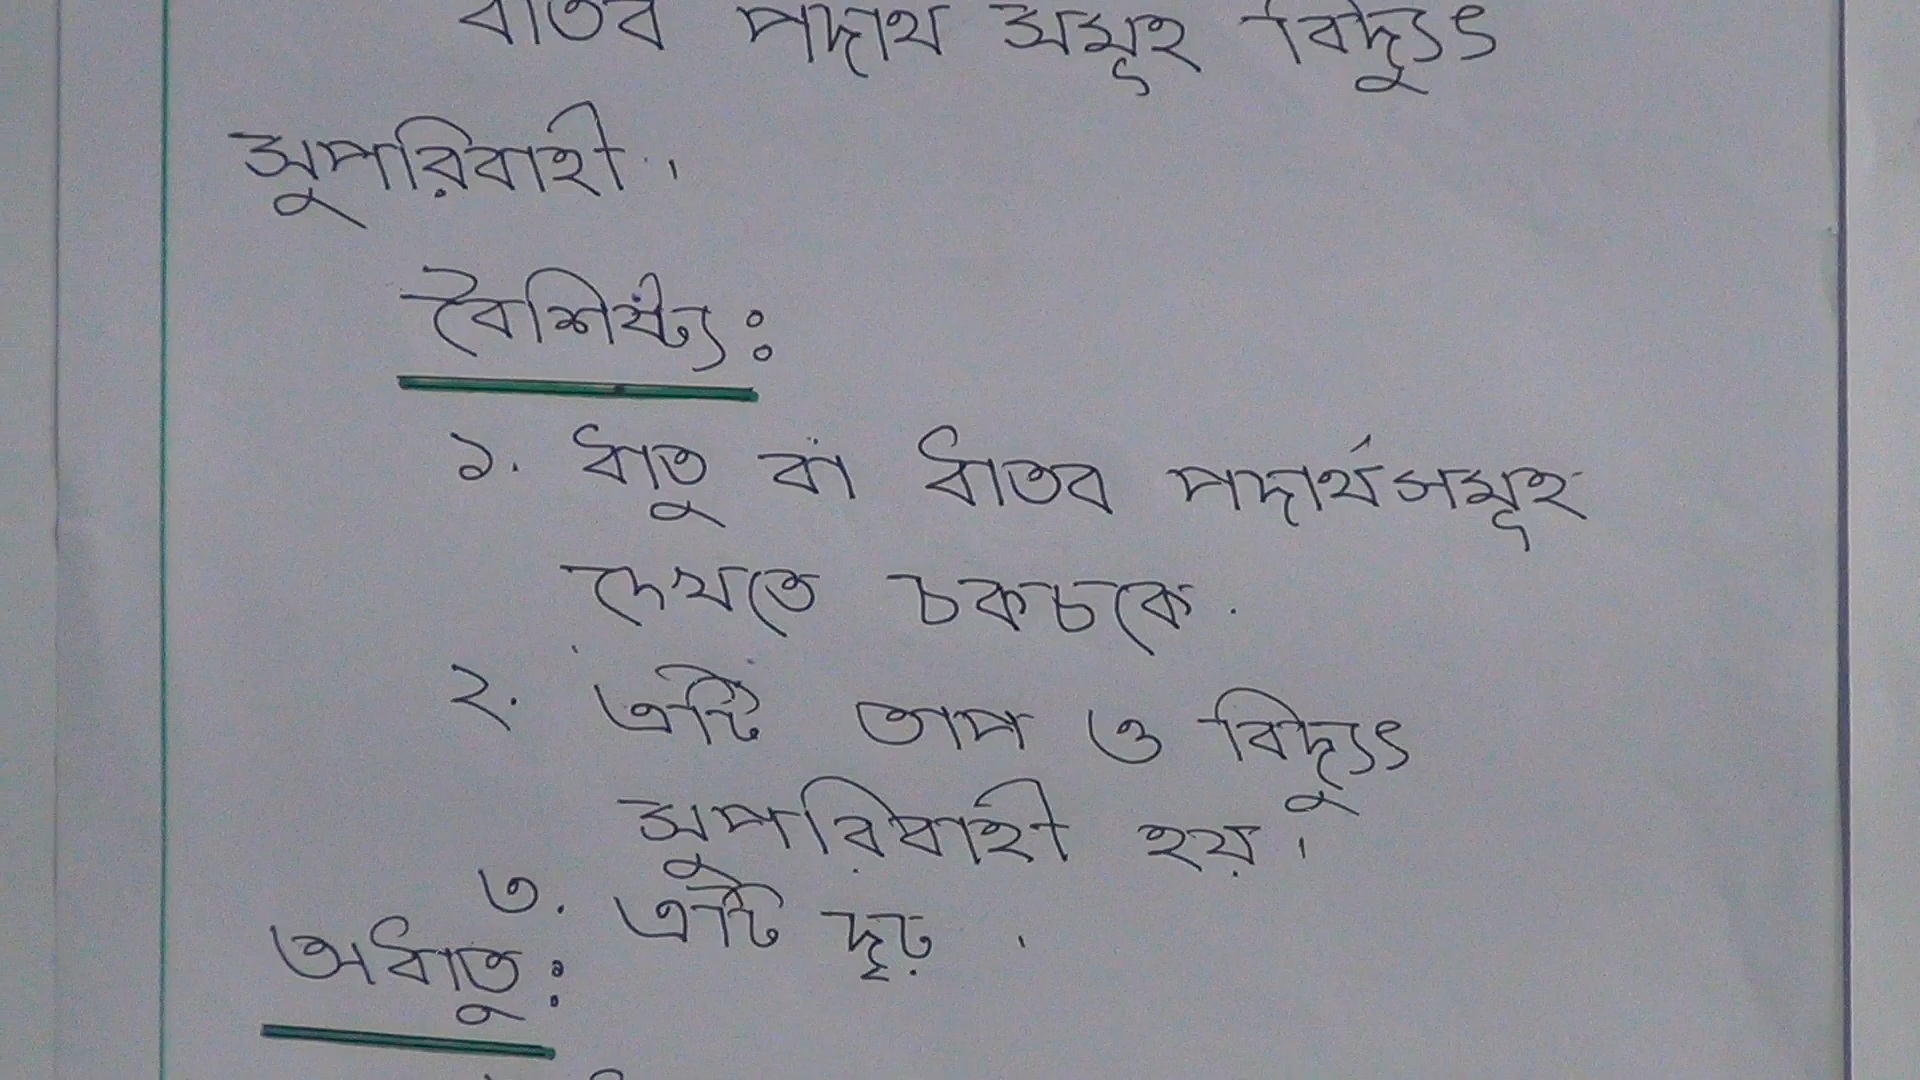 ধাতব পদার্থ সমূহ বিদ্যুৎ
সুপরিবাহী।
বৈশিষ্ট্য:
১. ধাতু বা ধাতব পদার্থসমূহ
দেখতে চকচকে.
২. এটি তাপ ও বিদ্যুৎ
সুপরিবাহী হয়।
৩. এটি দৃঢ়.
অধাতু: